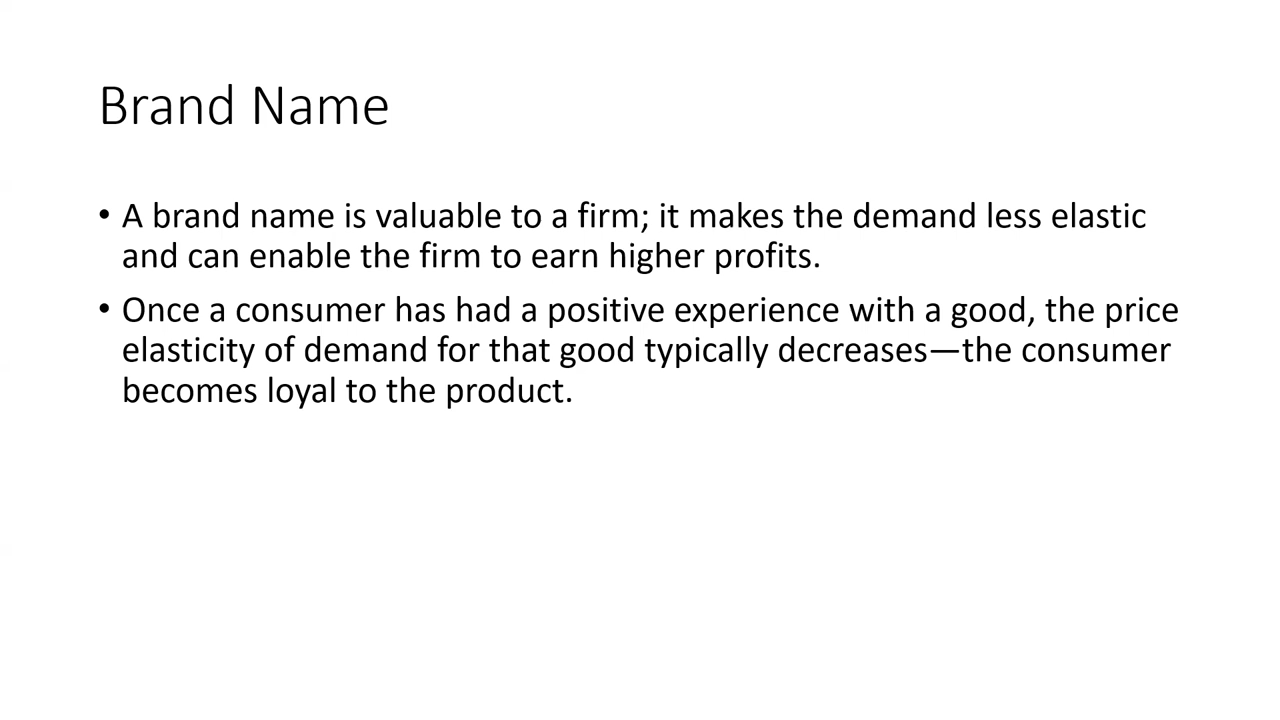 Brand Name
• A brand name is valuable to a firm; it makes the demand less elastic
and can enable the firm to earn higher profits.
• Once a consumer has had a positive experience with a good, the price
elasticity of demand for that good typically decreases—the consumer
becomes loyal to the product.